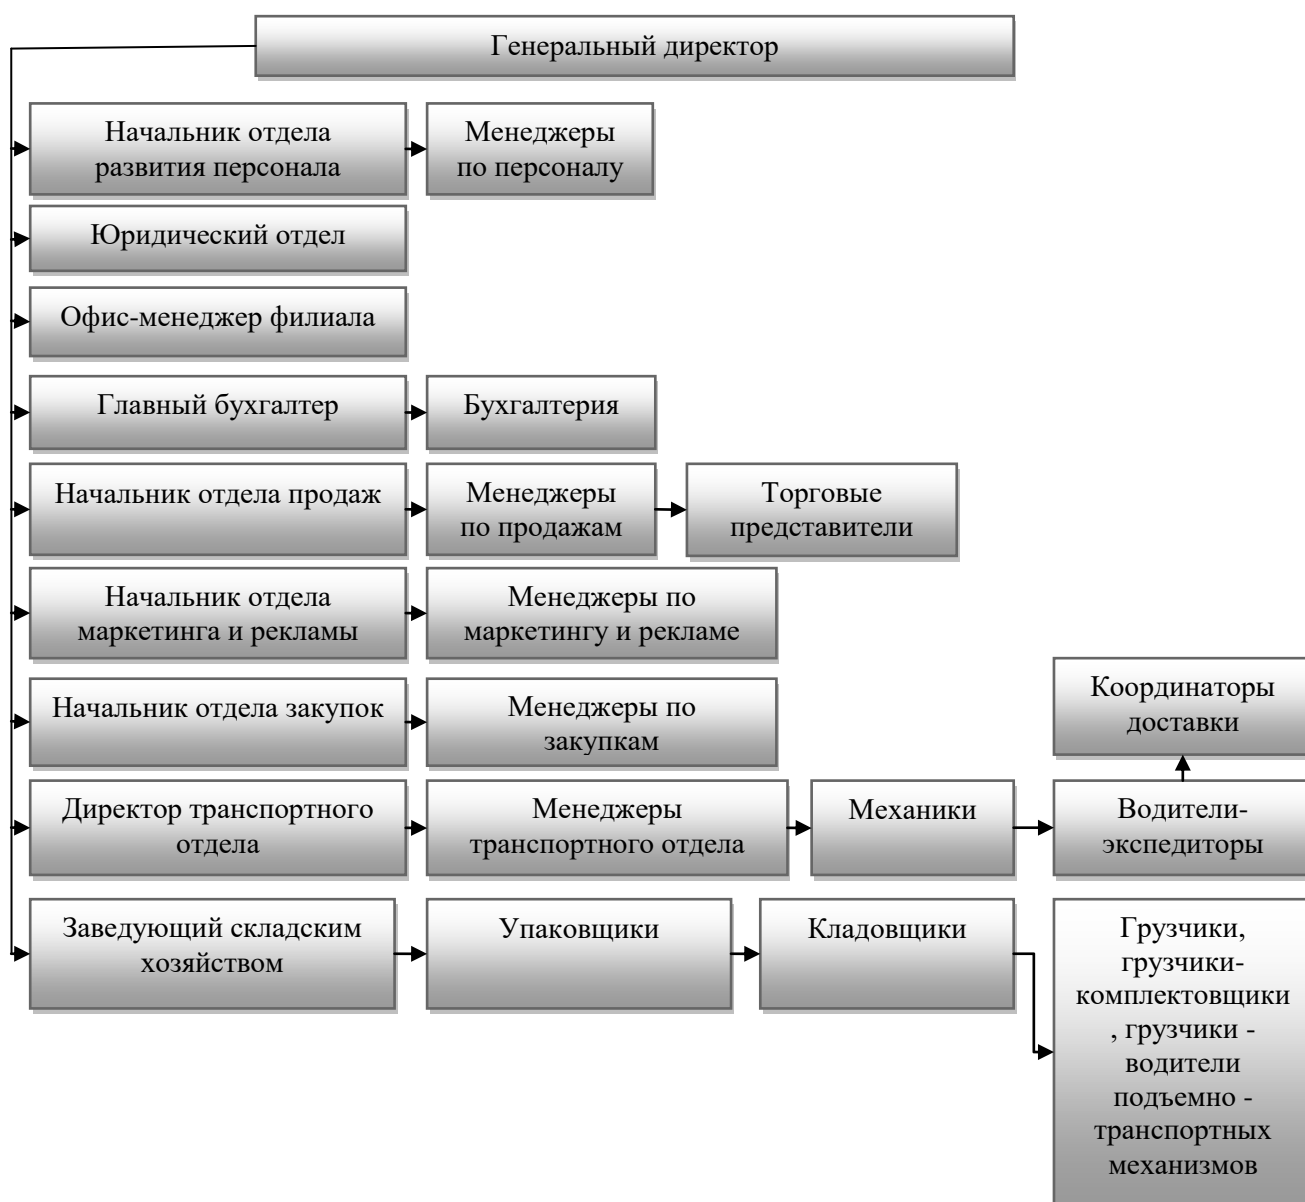 Генеральный директор
Начальник отдела
развития персонала
Менеджеры
по персоналу
Юридический отдел
Офис-менеджер филиала
Главный бухгалтер
Бухгалтерия
Начальник отдела продаж
Менеджеры
по продажам
Торговые
представители
Начальник отдела
маркетинга и рекламы
Менеджеры по
маркетингу и рекламе
Начальник отдела закупок
Менеджеры по
закупкам
Координаторы
доставки
Директор транспортного
отдела
Менеджеры
транспортного отдела
Механики
Водители-
экспедиторы
Заведующий складским
хозяйством
Упаковщики
Кладовщики
Грузчики,
грузчики-
комплектовщики
, грузчики -
водители
подъемно -
транспортных
механизмов